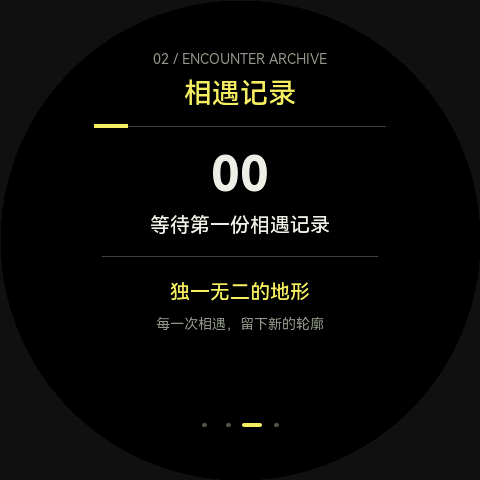 02 / ENCOUNTER ARCHIVE
相遇记录
00
等待第一份相遇记录
独一无二的地形
每一次相遇，留下新的轮廓